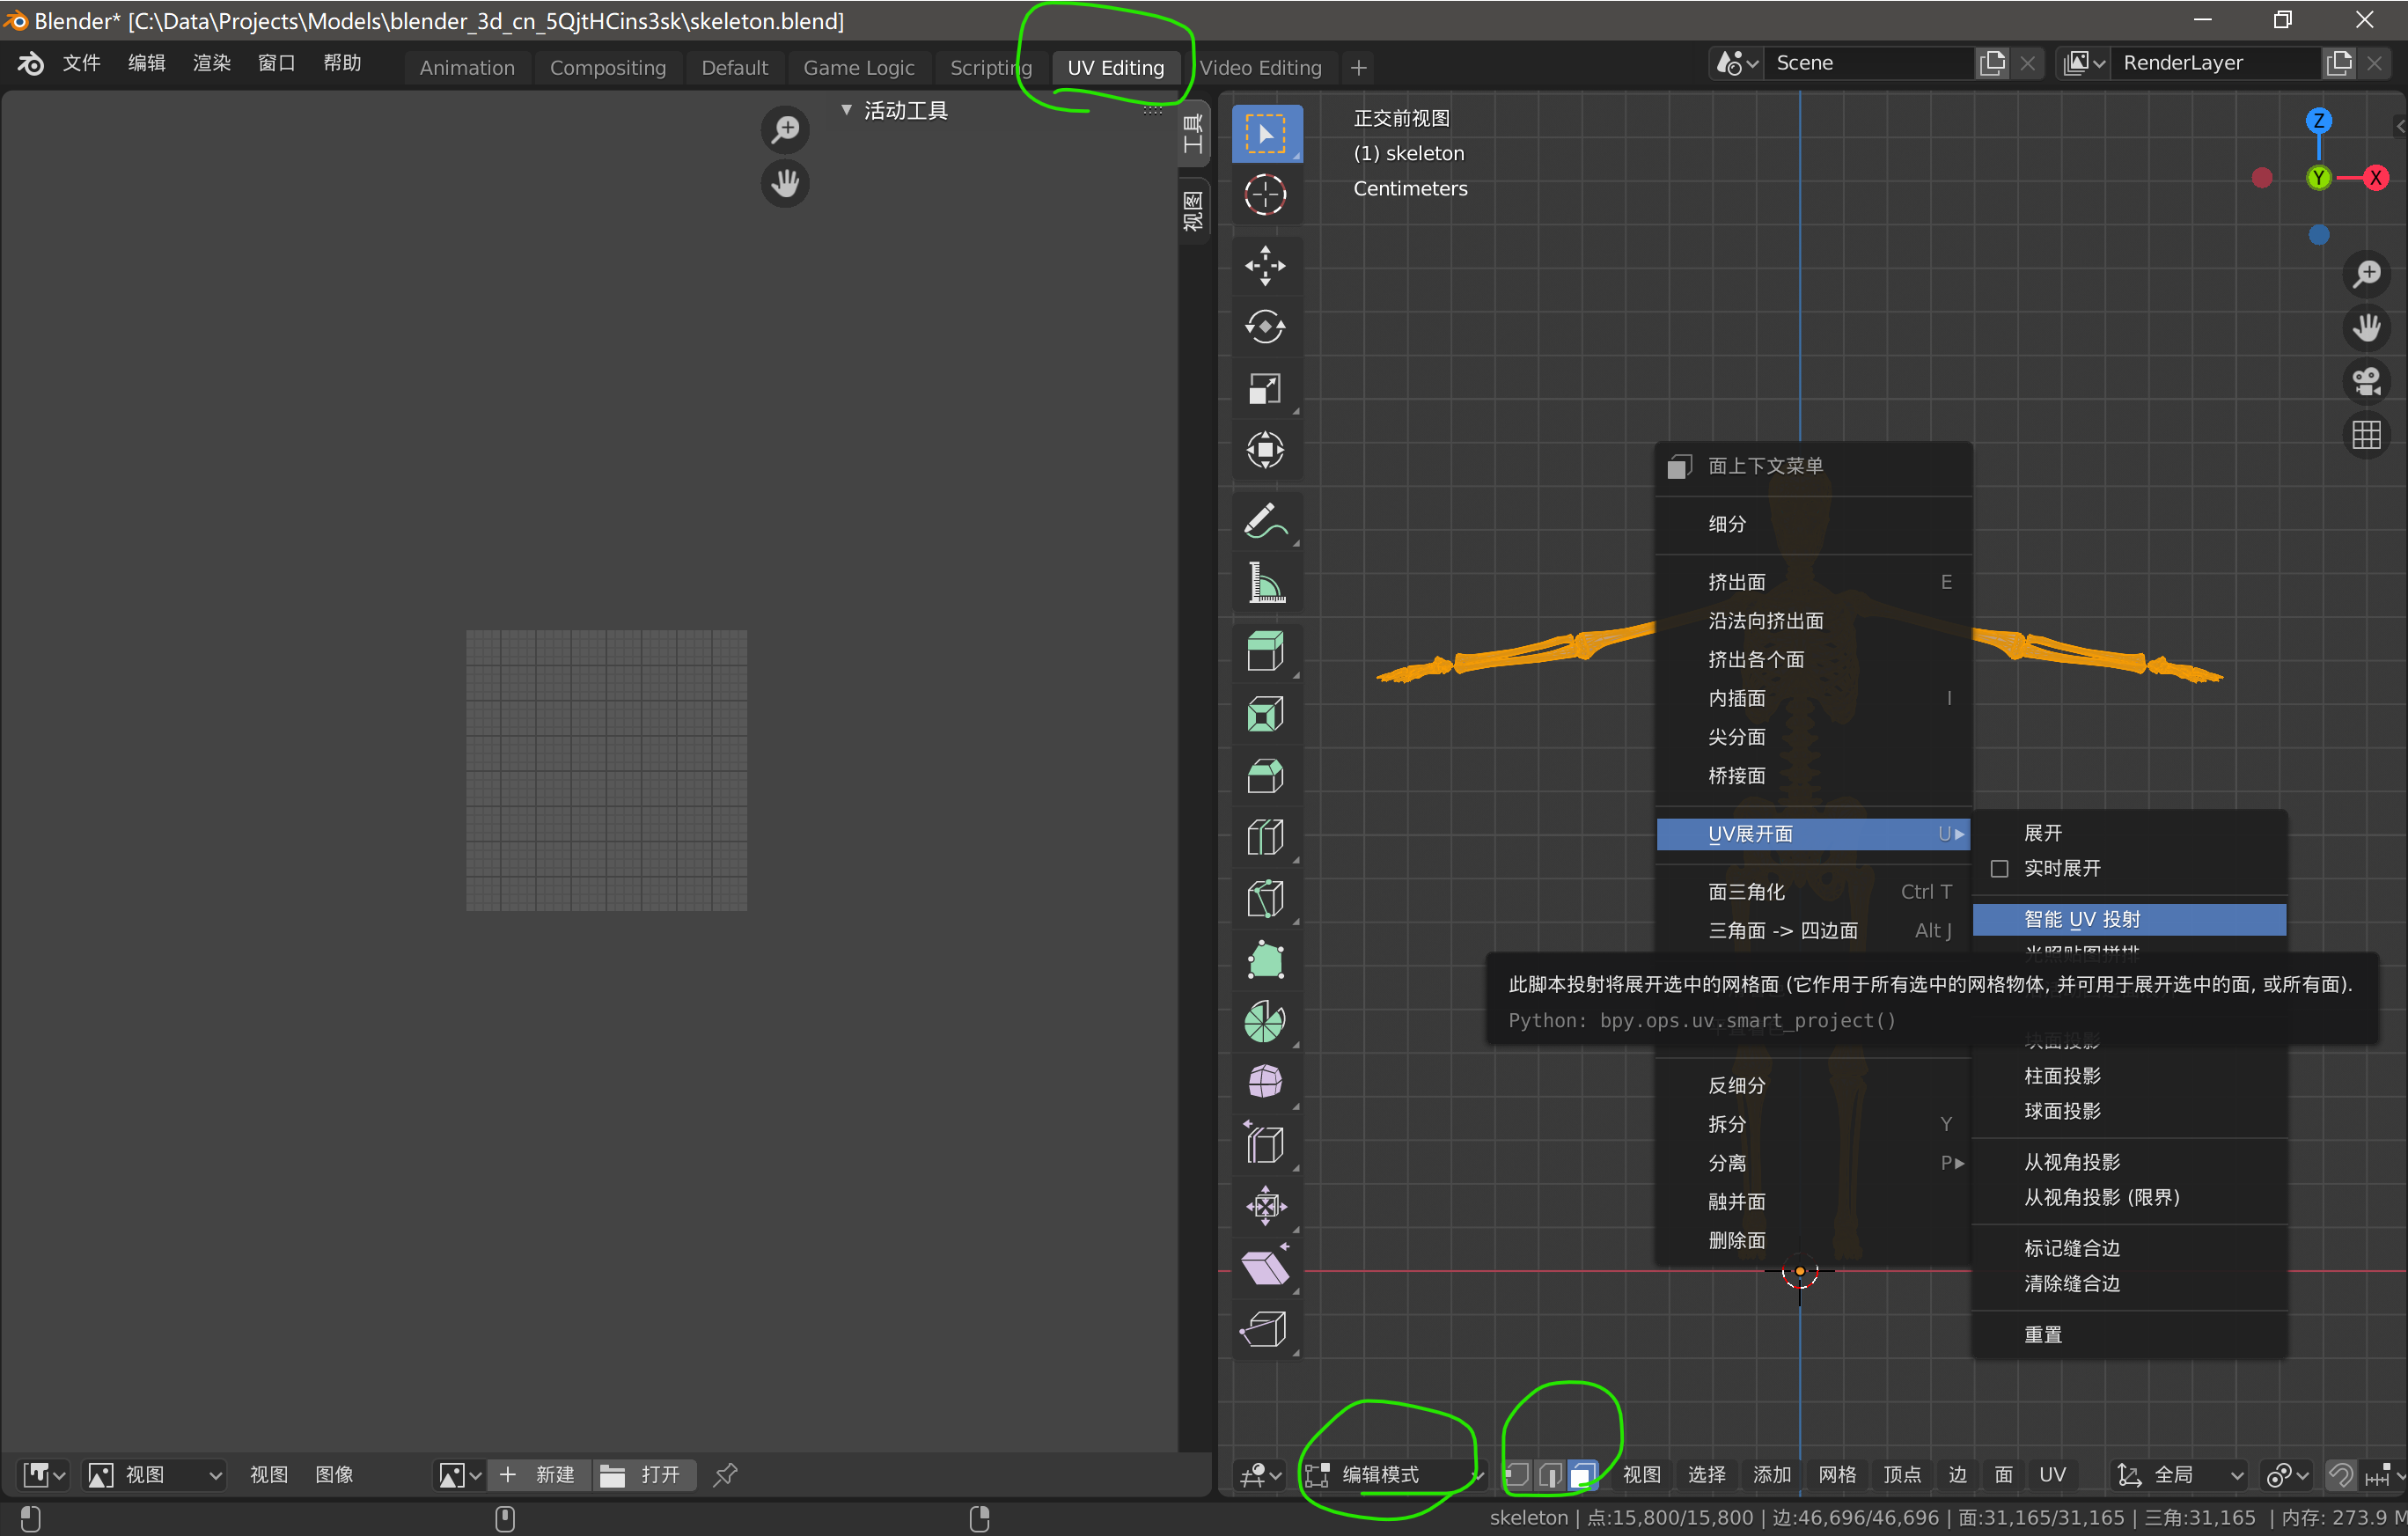 Blender* [C:\Data\Projects\Models\blender_3d_cn_5QjtHCins3sk\skeleton.blend]
文件 编辑 渲染 窗口 帮助 Animation Compositing Default Game Logic Scripting UV Editing Video Editing + Scene RenderLayer
活动工具
工具
视图
正交前视图
(1) skeleton
Centimeters
Z
Y
X
面上下文菜单
细分
挤出面 E
沿法向挤出面
挤出各个面
内插面 I
尖分面
桥接面
UV展开面 U
面三角化 Ctrl T
三角面 -> 四边面 Alt J
反细分
拆分 Y
分离 P
融并面
删除面
展开
实时展开
智能 UV 投射
光照贴图拼排
此脚本投射将展开选中的网格面 (它作用于所有选中的网格物体, 并可用于展开选中的面, 或所有面).
Python: bpy.ops.uv.smart_project()
块面投影
柱面投影
球面投影
从视角投影
从视角投影 (限界)
标记缝合边
清除缝合边
重置
视图 视图 图像 + 新建 打开 编辑模式 视图 选择 添加 网格 顶点 边 面 UV 全局
skeleton | 点:15,800/15,800 | 边:46,696/46,696 | 面:31,165/31,165 | 三角:31,165 | 内存: 273.9 M